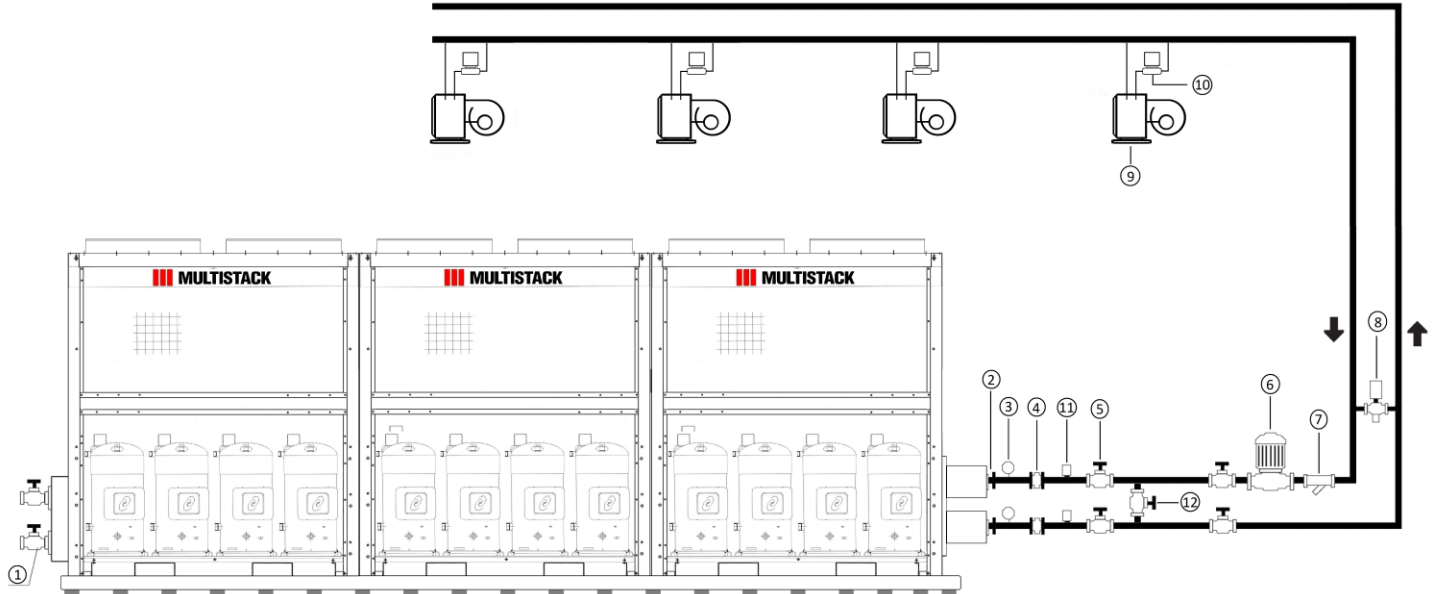 ⑩
⑨
MULTISTACK MULTISTACK MULTISTACK
⑧
② ③ ④ ⑪ ⑤ ⑥ ⑦
⑫
①